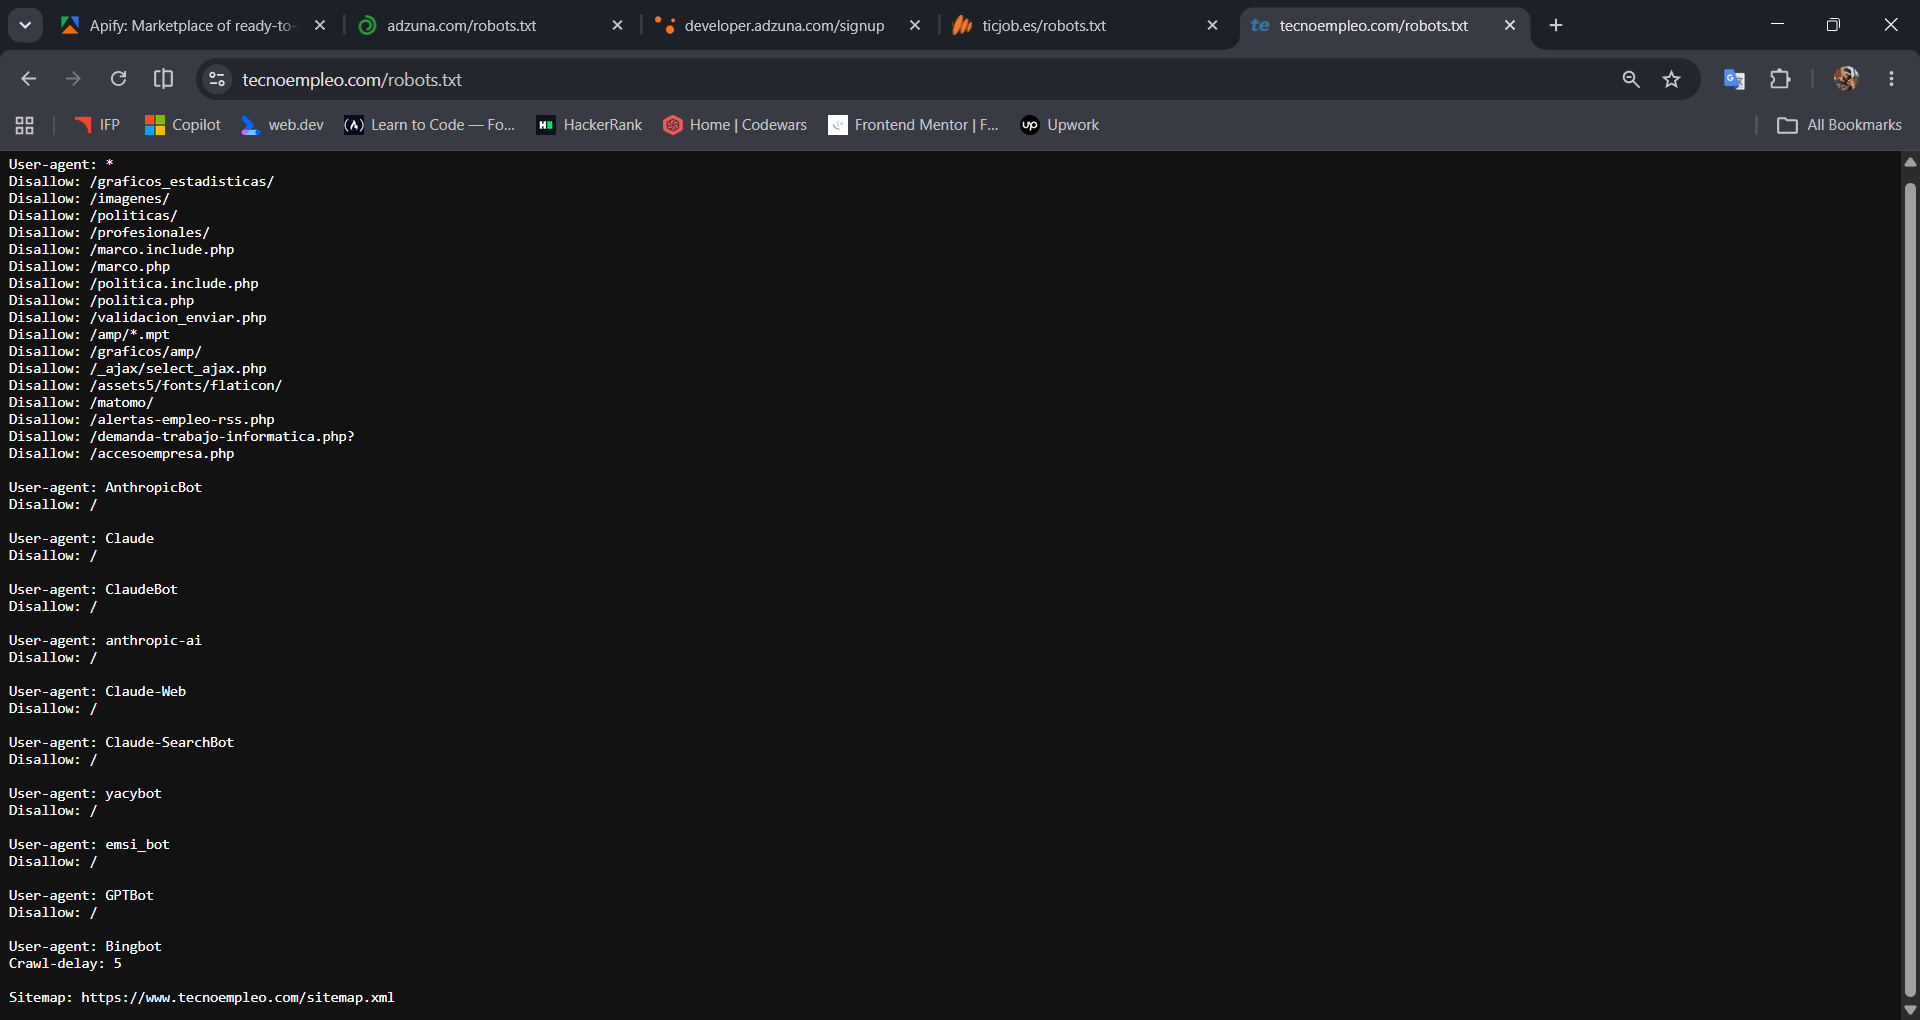 Apify: Marketplace of ready-to-
adzuna.com/robots.txt
developer.adzuna.com/signup
ticjob.es/robots.txt
te tecnoempleo.com/robots.txt
tecnoempleo.com/robots.txt
IFP
Copilot
web.dev
Learn to Code — Fo...
HackerRank
Home | Codewars
Frontend Mentor | F...
up Upwork
All Bookmarks
User-agent: *
Disallow: /graficos_estadisticas/
Disallow: /imagenes/
Disallow: /politicas/
Disallow: /profesionales/
Disallow: /marco.include.php
Disallow: /marco.php
Disallow: /politica.include.php
Disallow: /politica.php
Disallow: /validacion_enviar.php
Disallow: /amp/*.mpt
Disallow: /graficos/amp/
Disallow: /_ajax/select_ajax.php
Disallow: /assets5/fonts/flaticon/
Disallow: /matomo/
Disallow: /alertas-empleo-rss.php
Disallow: /demanda-trabajo-informatica.php?
Disallow: /accesoempresa.php
User-agent: AnthropicBot
Disallow: /
User-agent: Claude
Disallow: /
User-agent: ClaudeBot
Disallow: /
User-agent: anthropic-ai
Disallow: /
User-agent: Claude-Web
Disallow: /
User-agent: Claude-SearchBot
Disallow: /
User-agent: yacybot
Disallow: /
User-agent: emsi_bot
Disallow: /
User-agent: GPTBot
Disallow: /
User-agent: Bingbot
Crawl-delay: 5
Sitemap: https://www.tecnoempleo.com/sitemap.xml